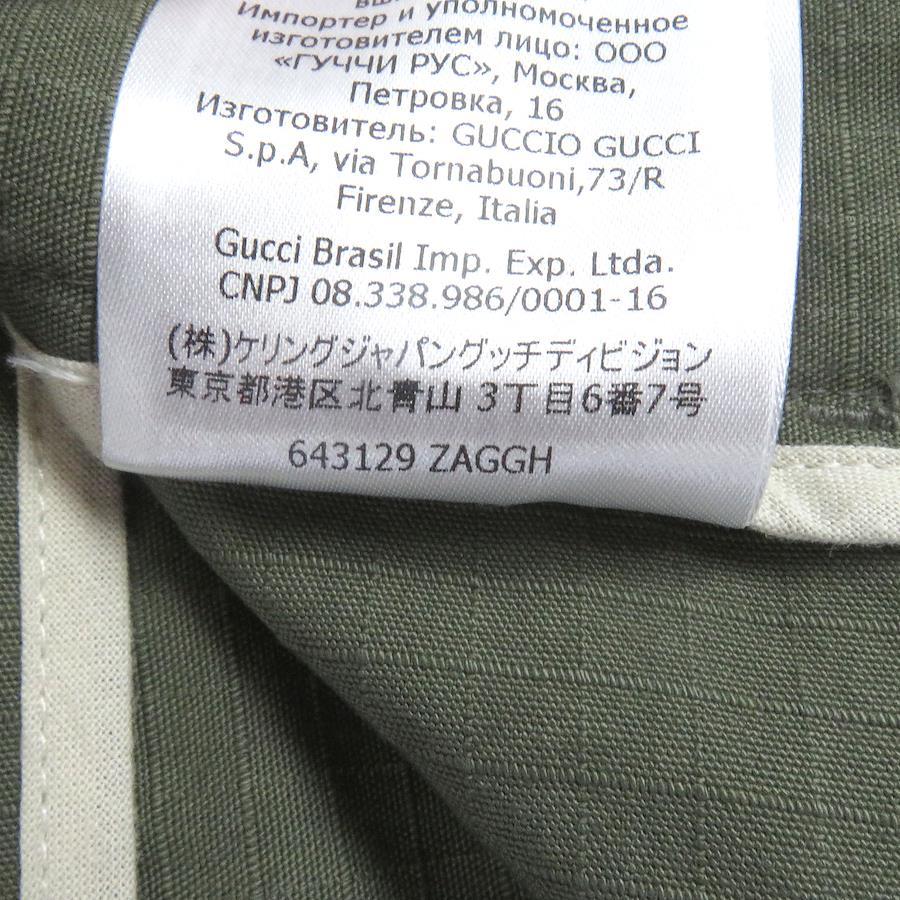 Импортер и уполномоченное
изготовителем лицо: ООО
«ГУЧЧИ РУС», Москва,
Петровка, 16
Изготовитель: GUCCIO GUCCI
S.p.A, via Tornabuoni,73/R
Firenze, Italia
Gucci Brasil Imp. Exp. Ltda.
CNPJ 08.338.986/0001-16
(株)ケリングジャパングッチディビジョン
東京都港区北青山 3丁目6番7号
643129 ZAGGH